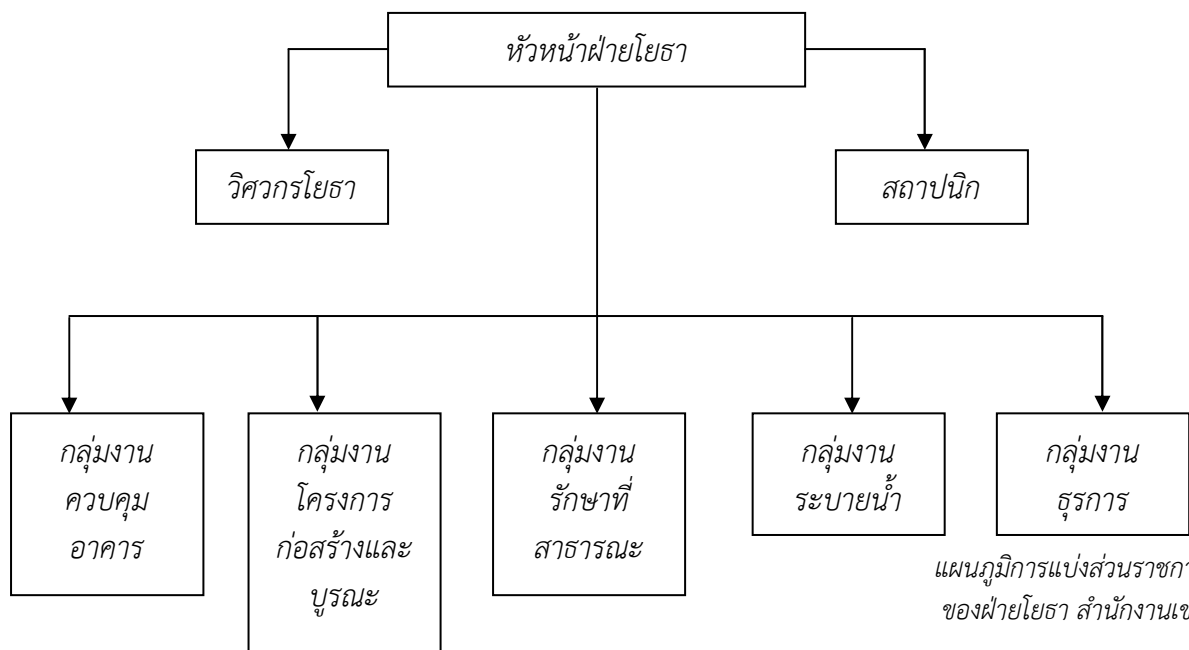 หัวหน้าฝ่ายโยธา
วิศวกรโยธา
สถาปนิก
กลุ่มงาน
ควบคุม
อาคาร
กลุ่มงาน
โครงการ
ก่อสร้างและ
บูรณะ
กลุ่มงาน
รักษาที่
สาธารณะ
กลุ่มงาน
ระบายน้ำ
กลุ่มงาน
ธุรการ
แผนภูมิการแบ่งส่วนราชกา
ของฝ่ายโยธา สำนักงานเข